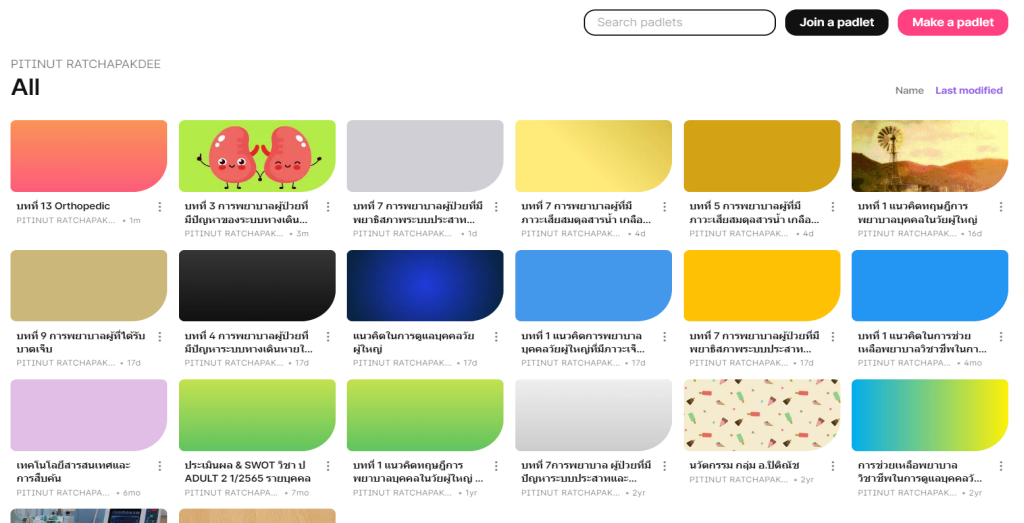 Search padlets
Join a padlet
Make a padlet
PITINUT RATCHAPAKDEE
All
Name
Last modified
บทที่ 13 Orthopedic
PITINUT RATCHAPAK... • 1m
บทที่ 3 การพยาบาลผู้ป่วยที่
มีปัญหาของระบบทางเดิน...
PITINUT RATCHAPAK... • 3m
บทที่ 7 การพยาบาลผู้ป่วยที่มี
พยาธิสภาพระบบประสาท...
PITINUT RATCHAPAK... • 1d
บทที่ 7 การพยาบาลผู้ที่มี
ภาวะเสียสมดุลสารน้ำ เกลือ...
PITINUT RATCHAPAK... • 4d
บทที่ 5 การพยาบาลผู้ที่มี
ภาวะเสียสมดุลสารน้ำ เกลือ...
PITINUT RATCHAPAK... • 4d
บทที่ 1 แนวคิดทฤษฎีการ
พยาบาลบุคคลในวัยผู้ใหญ่
PITINUT RATCHAPAK... • 16d
บทที่ 9 การพยาบาลผู้ที่ได้รับ
บาดเจ็บ
PITINUT RATCHAPAK... • 17d
บทที่ 4 การพยาบาลผู้ป่วยที่
มีปัญหาระบบทางเดินหายใ...
PITINUT RATCHAPAK... • 17d
แนวคิดในการดูแลบุคคลวัย
ผู้ใหญ่
PITINUT RATCHAPAK... • 17d
บทที่ 1 แนวคิดการพยาบาล
บุคคลวัยผู้ใหญ่ที่มีภาวะเจ็...
PITINUT RATCHAPAK... • 17d
บทที่ 7 การพยาบาลผู้ป่วยที่มี
พยาธิสภาพระบบประสาท...
PITINUT RATCHAPAK... • 17d
บทที่ 1 แนวคิดในการช่วย
เหลือพยาบาลวิชาชีพในกา...
PITINUT RATCHAPAK... • 4mo
เทคโนโลยีสารสนเทศและ
การสืบค้น
PITINUT RATCHAPA... • 6mo
ประเมินผล & SWOT วิชา ป
ADULT 2 1/2565 รายบุคคล
PITINUT RATCHAPAK... • 7mo
บทที่ 1 แนวคิดทฤษฎีการ
พยาบาลบุคคลในวัยผู้ใหญ่ ...
PITINUT RATCHAPAK... • 1yr
บทที่ 7การพยาบาล ผู้ป่วยที่มี
ปัญหาระบบประสาทและ...
PITINUT RATCHAPAK... • 2yr
นวัตกรรม กลุ่ม อ.ปิติณัช
PITINUT RATCHAPAK... • 2yr
การช่วยเหลือพยาบาล
วิชาชีพในการดูแลบุคคลวั...
PITINUT RATCHAPAK... • 2yr